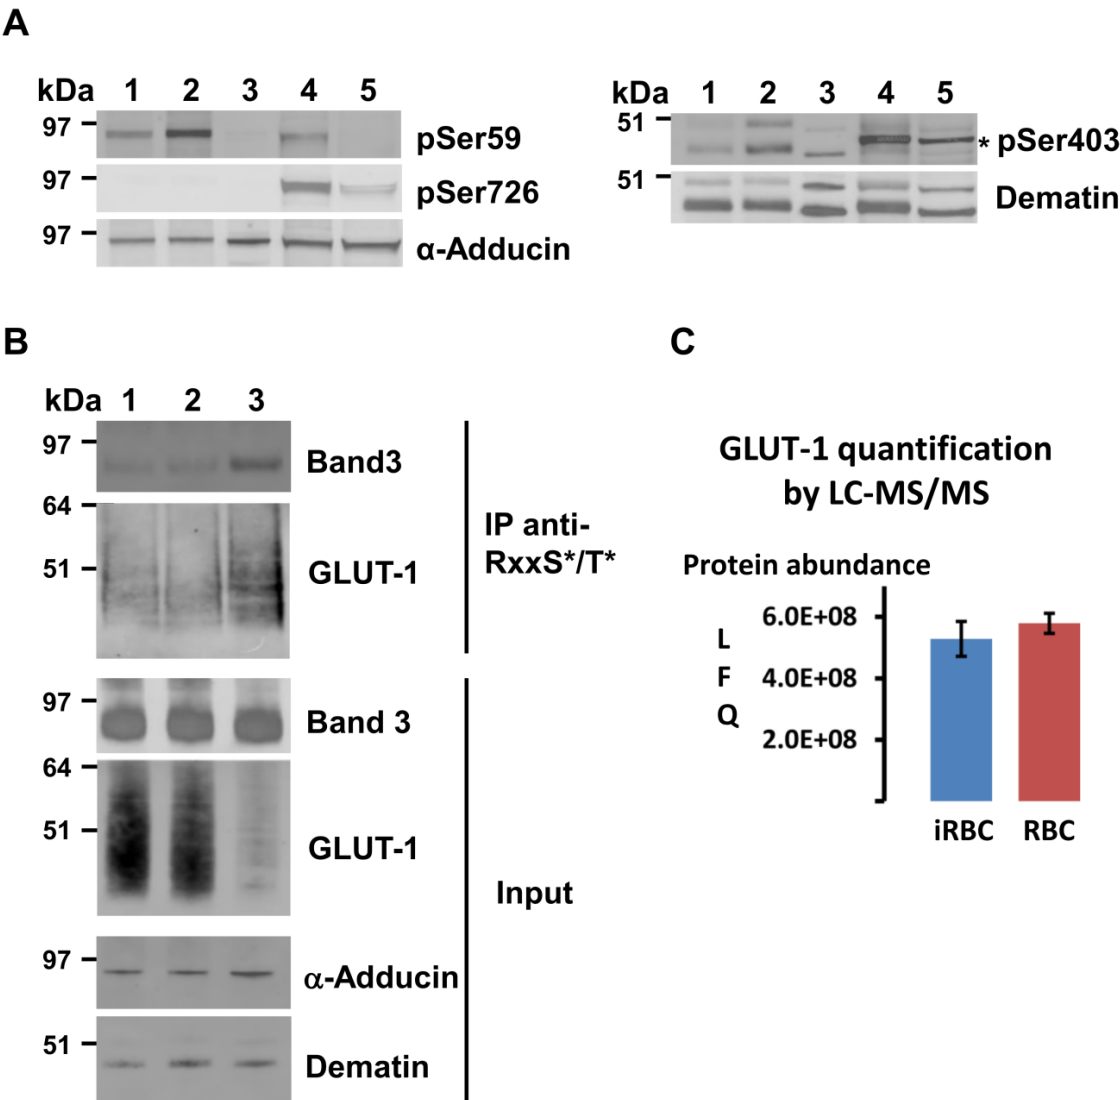 A
kDa 1 2 3 4 5
97
pSer59
97
pSer726
97
α-Adducin
kDa 1 2 3 4 5
51
* pSer403
51
Dematin
B
kDa 1 2 3
97
Band3
64
51
GLUT-1
IP anti-
RxxS*/T*
97
Band 3
64
51
GLUT-1
Input
97
α-Adducin
51
Dematin
C
GLUT-1 quantification
by LC-MS/MS
Protein abundance
L
F
Q
6.0E+08
4.0E+08
2.0E+08
iRBC RBC